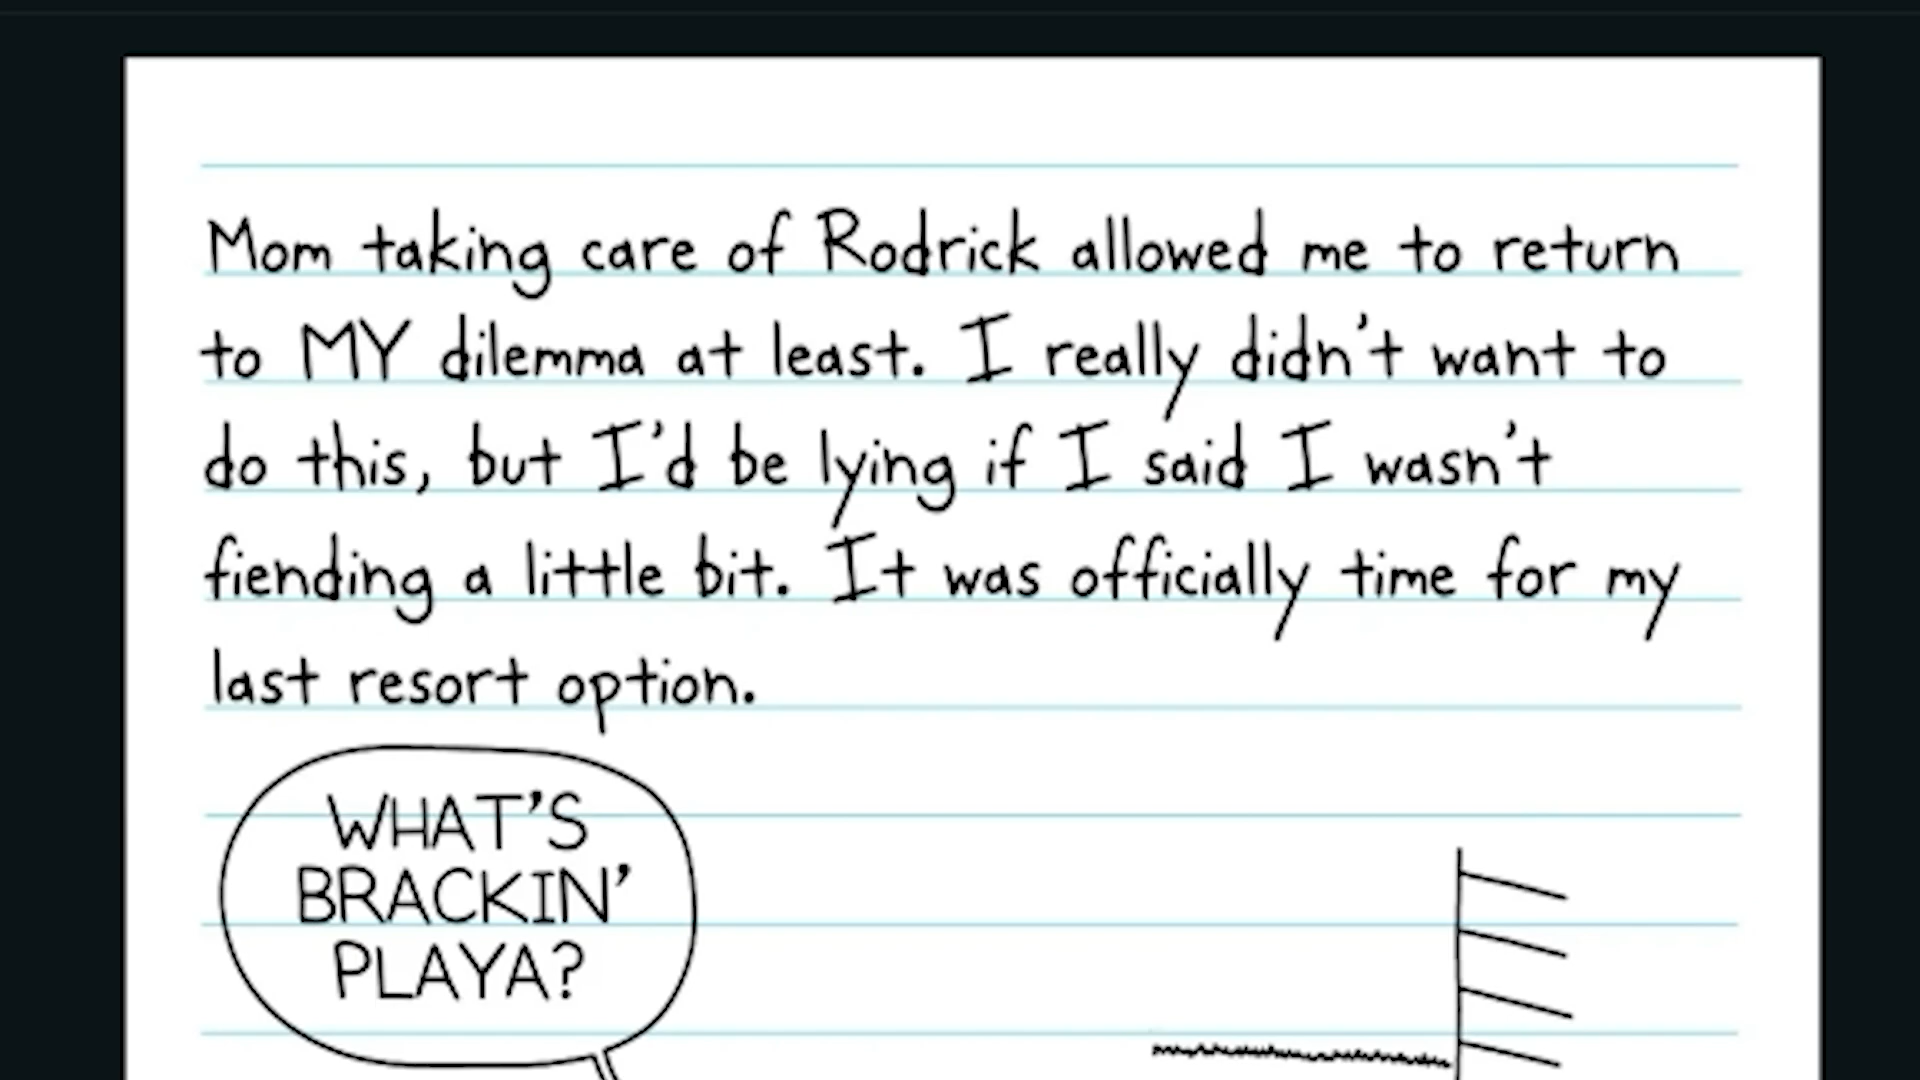 Mom taking care of Rodrick allowed me to return
to MY dilemma at least. I really didn't want to
do this, but I'd be lying if I said I wasn't
fiending a little bit. It was officially time for my
last resort option.
WHAT'S
BRACKIN'
PLAYA?